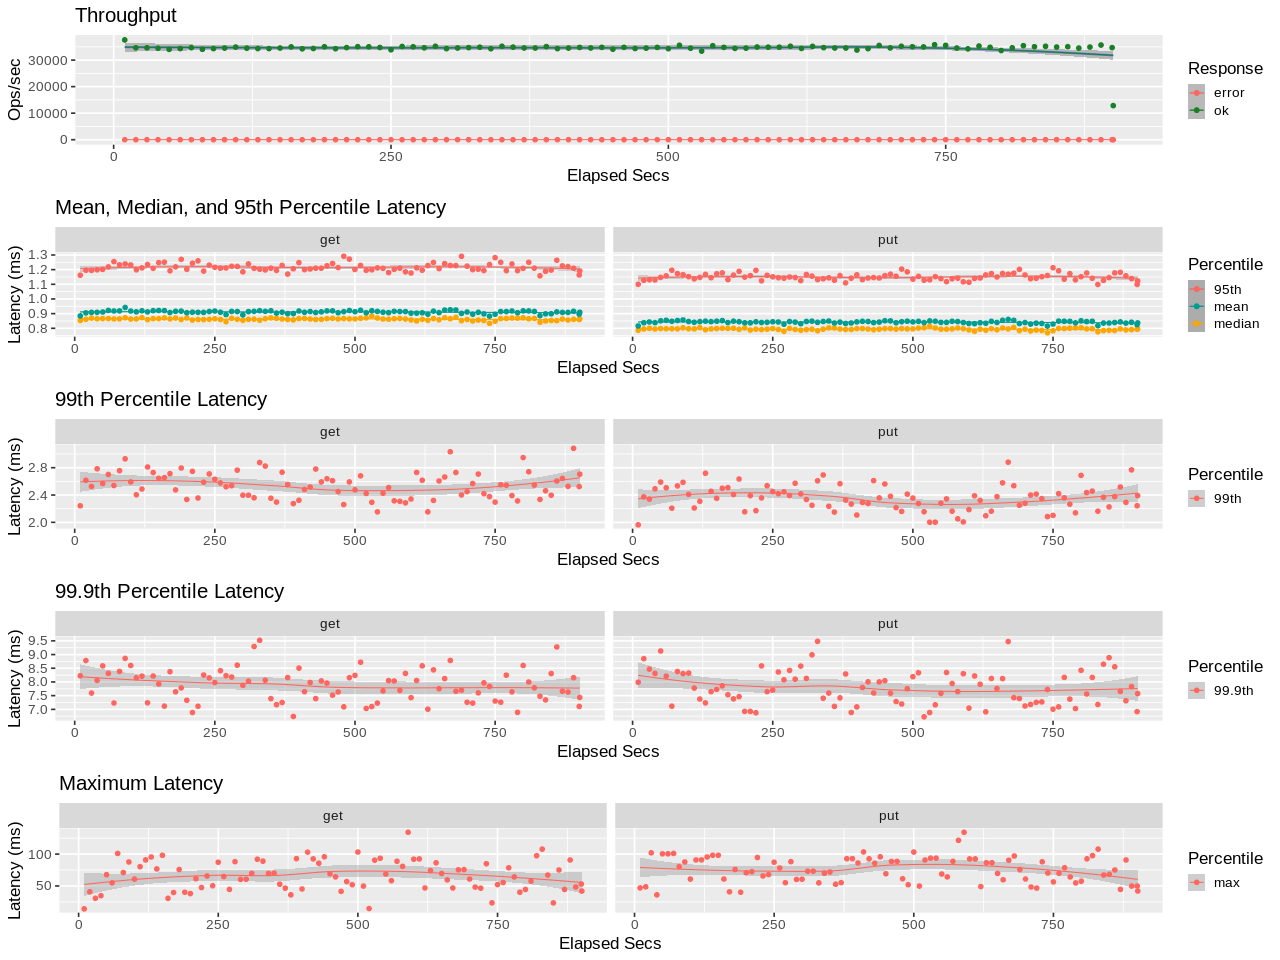 Throughput
Ops/sec
30000
20000
10000
0
0 250 500 750
Elapsed Secs
Response
error
ok
Mean, Median, and 95th Percentile Latency
get put
Latency (ms)
1.3
1.2
1.1
1.0
0.9
0.8
0 250 500 750 0 250 500 750
Elapsed Secs
Percentile
95th
mean
median
99th Percentile Latency
get put
Latency (ms)
2.8
2.4
2.0
0 250 500 750 0 250 500 750
Elapsed Secs
Percentile
99th
99.9th Percentile Latency
get put
Latency (ms)
9.5
9.0
8.5
8.0
7.5
7.0
0 250 500 750 0 250 500 750
Elapsed Secs
Percentile
99.9th
Maximum Latency
get put
Latency (ms)
100
50
0 250 500 750 0 250 500 750
Elapsed Secs
Percentile
max